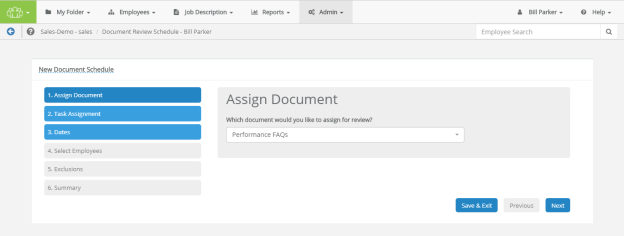 My Folder
Employees
Job Description
Reports
Admin
Bill Parker
Help
Sales-Demo - sales / Document Review Schedule - Bill Parker
Employee Search
New Document Schedule
1. Assign Document
2. Task Assignment
3. Dates
4. Select Employees
5. Exclusions
6. Summary
Assign Document
Which document would you like to assign for review?
Performance FAQs
Save & Exit
Previous
Next